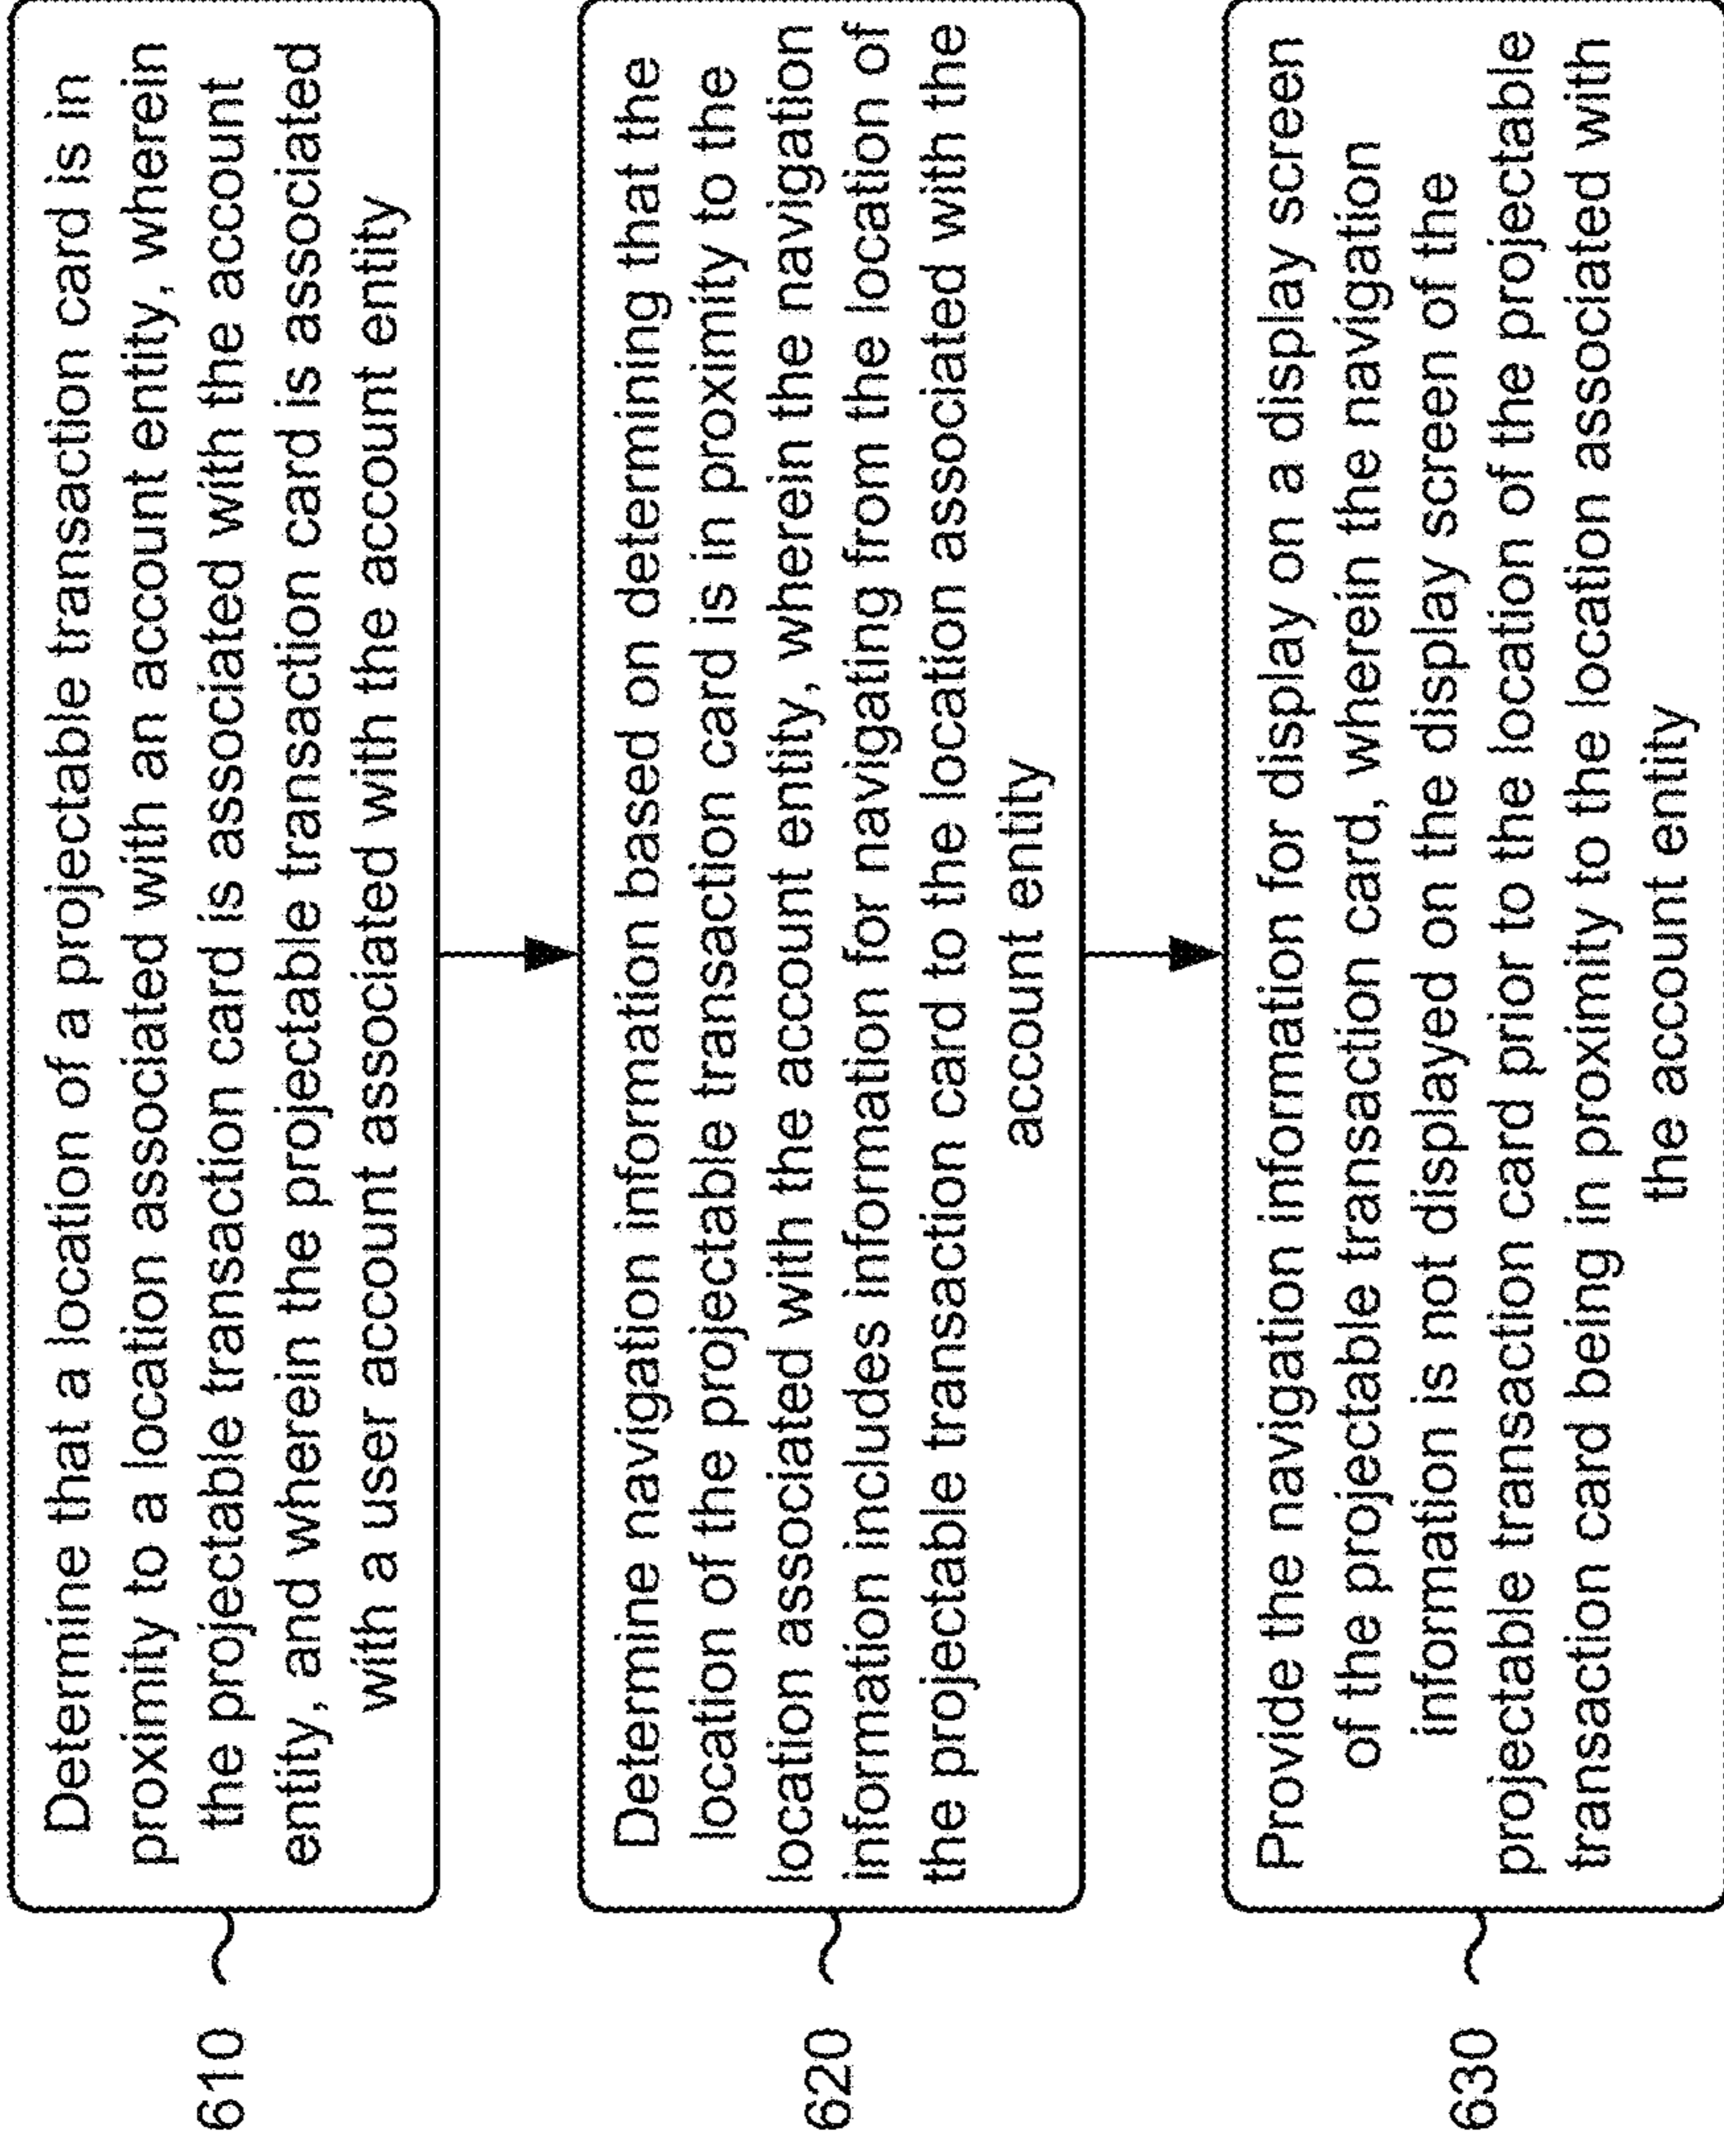 610
Determine that a location of a projectable transaction card is in
proximity to a location associated with an account entity, wherein
the projectable transaction card is associated with the account
entity, and wherein the projectable transaction card is associated
with a user account associated with the account entity
620
Determine navigation information based on determining that the
location of the projectable transaction card is in proximity to the
location associated with the account entity, wherein the navigation
information includes information for navigating from the location of
the projectable transaction card to the location associated with the
account entity
630
Provide the navigation information for display on a display screen
of the projectable transaction card, wherein the navigation
information is not displayed on the display screen of the
projectable transaction card prior to the location of the projectable
transaction card being in proximity to the location associated with
the account entity